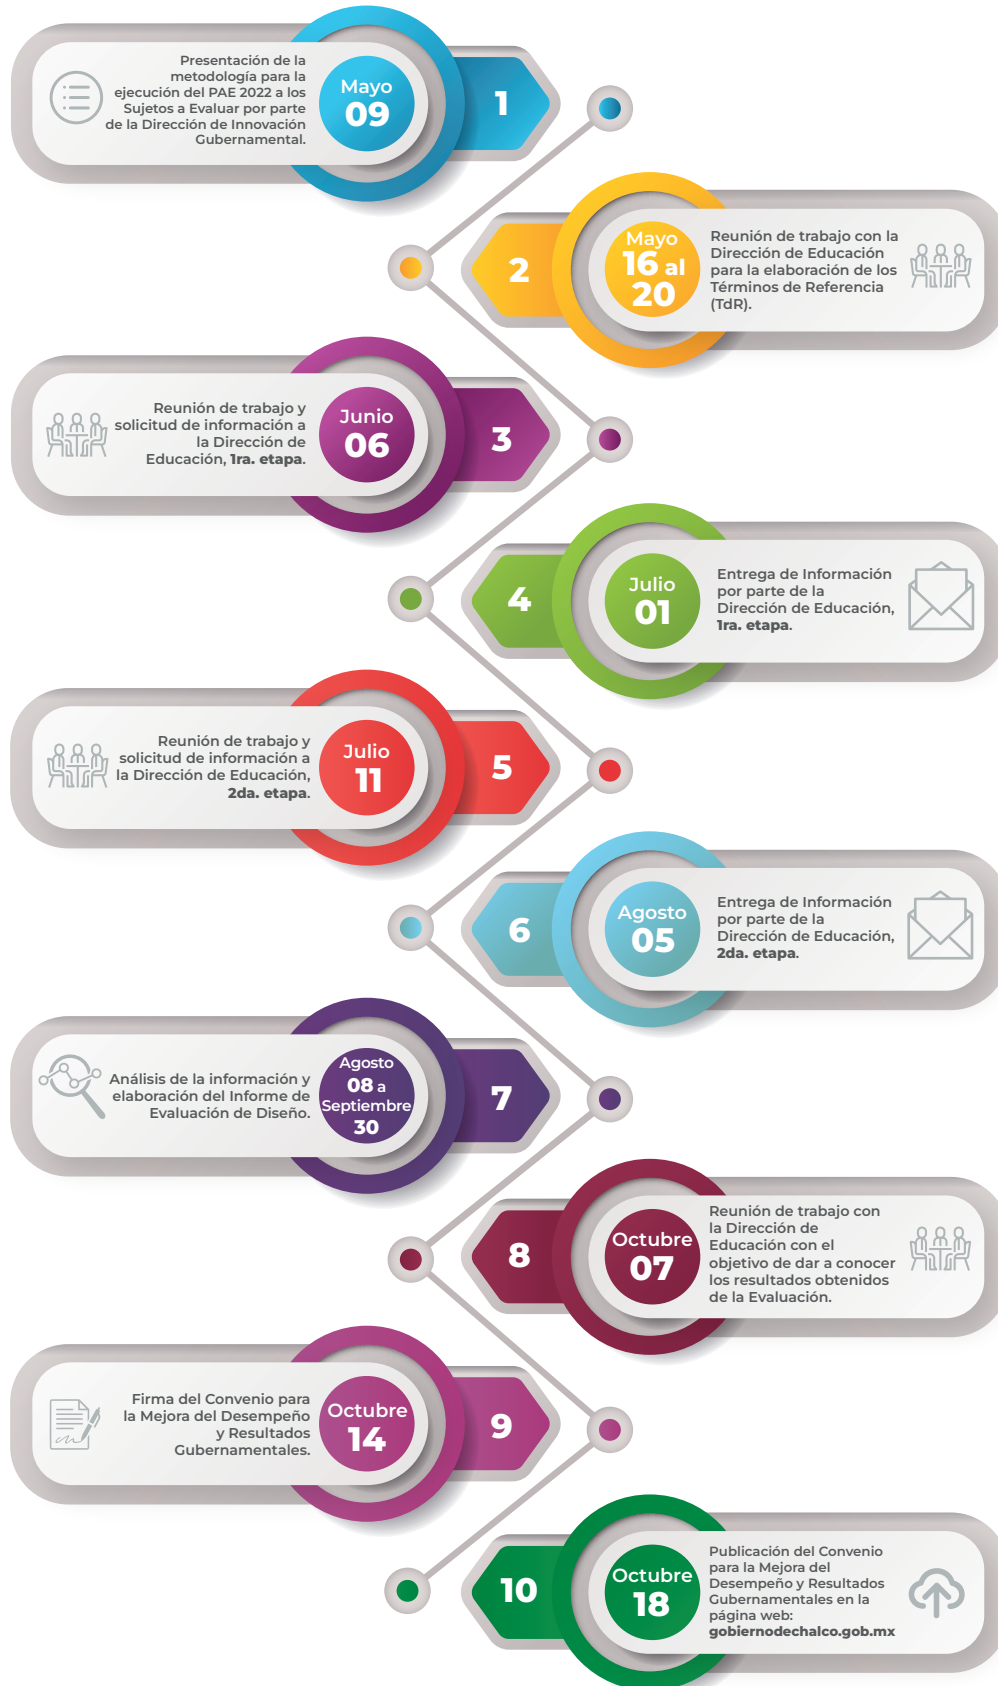 Presentación de la
metodología para la
ejecución del PAE 2022 a los
Sujetos a Evaluar por parte
de la Dirección de Innovación
Gubernamental.
Mayo
09
1
2
Mayo
16 al
20
Reunión de trabajo con la
Dirección de Educación
para la elaboración de los
Términos de Referencia
(TdR).
Reunión de trabajo y
solicitud de información a
la Dirección de
Educación, 1ra. etapa.
Junio
06
3
4
Julio
01
Entrega de Información
por parte de la
Dirección de Educación,
1ra. etapa.
Reunión de trabajo y
solicitud de información a
la Dirección de Educación,
2da. etapa.
Julio
11
5
6
Agosto
05
Entrega de Información
por parte de la
Dirección de Educación,
2da. etapa.
Análisis de la información y
elaboración del Informe de
Evaluación de Diseño.
Agosto
08 a
Septiembre
30
7
8
Octubre
07
Reunión de trabajo con
la Dirección de
Educación con el
objetivo de dar a conocer
los resultados obtenidos
de la Evaluación.
Firma del Convenio para
la Mejora del Desempeño
y Resultados
Gubernamentales.
Octubre
14
9
10
Octubre
18
Publicación del Convenio
para la Mejora del
Desempeño y Resultados
Gubernamentales en la
página web:
gobiernodechalco.gob.mx